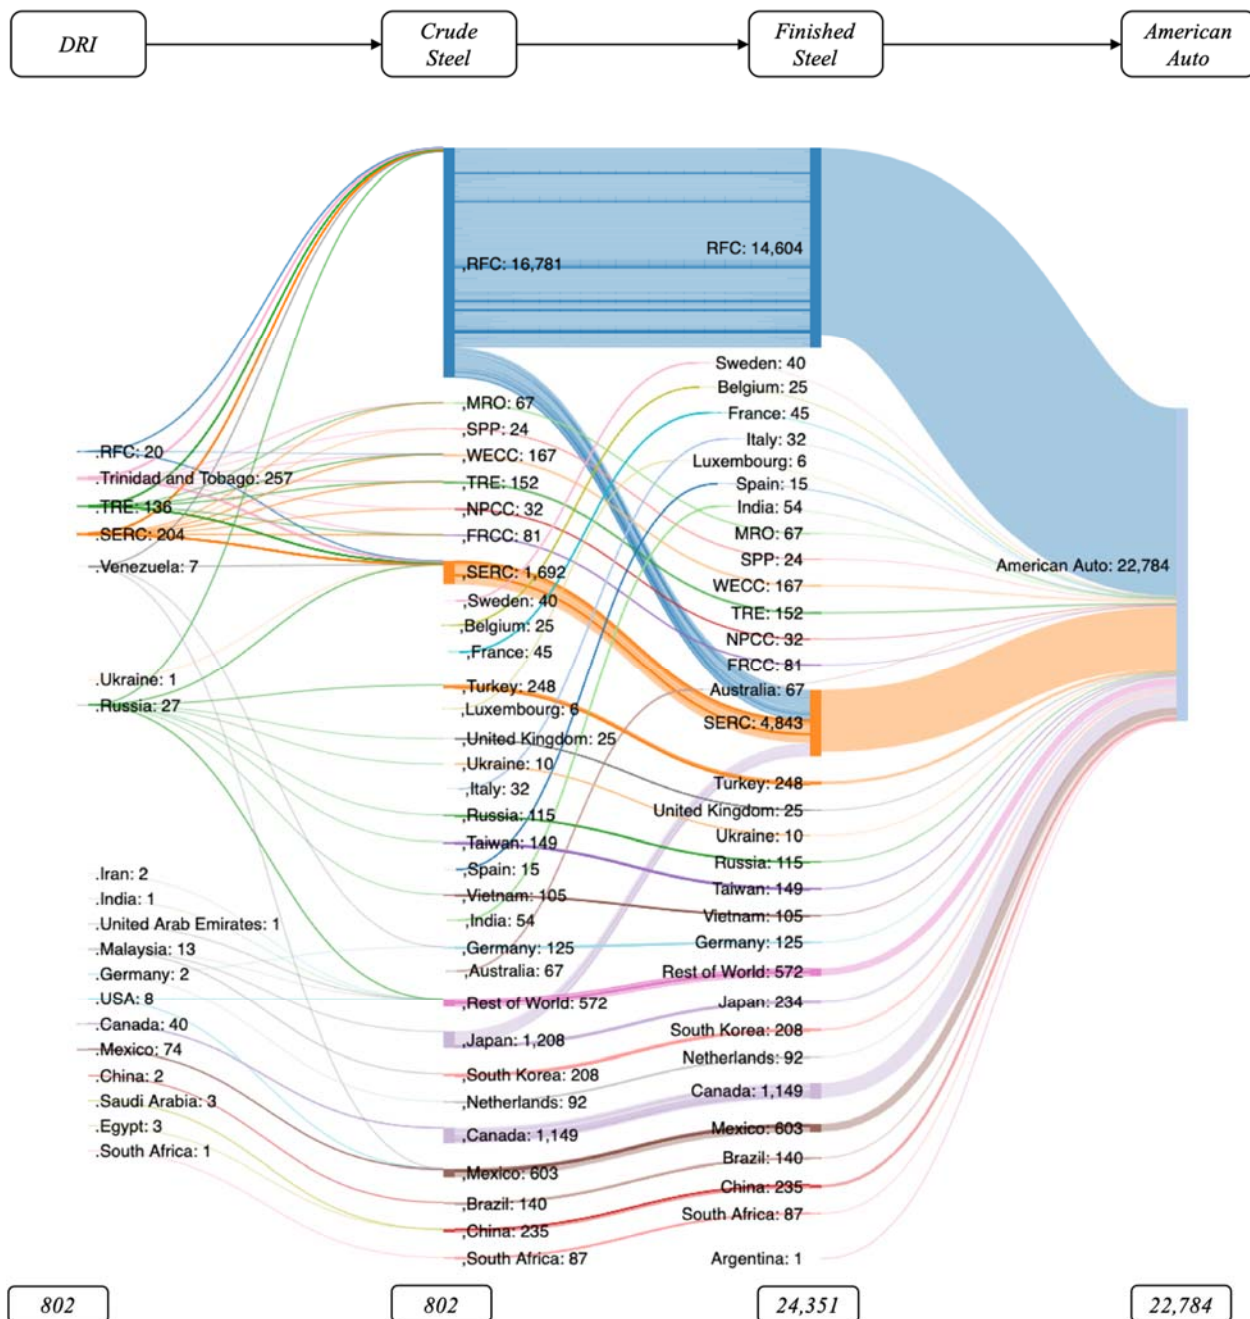 DRI
Crude
Steel
Finished
Steel
American
Auto
.RFC: 20
.Trinidad and Tobago: 257
.TRE: 136
.SERC: 204
.Venezuela: 7
.Ukraine: 1
.Russia: 27
.Iran: 2
.India: 1
.United Arab Emirates: 1
.Malaysia: 13
.Germany: 2
.USA: 8
.Canada: 40
.Mexico: 74
.China: 2
.Saudi Arabia: 3
.Egypt: 3
.South Africa: 1
,RFC: 16,781
,MRO: 67
,SPP: 24
,WECC: 167
,TRE: 152
,NPCC: 32
,FRCC: 81
,SERC: 1,692
,Sweden: 40
,Belgium: 25
,France: 45
,Turkey: 248
,Luxembourg: 6
,United Kingdom: 25
,Ukraine: 10
,Italy: 32
,Russia: 115
,Taiwan: 149
,Spain: 15
,Vietnam: 105
,India: 54
,Germany: 125
,Australia: 67
,Rest of World: 572
,Japan: 1,208
,South Korea: 208
,Netherlands: 92
,Canada: 1,149
,Mexico: 603
,Brazil: 140
,China: 235
,South Africa: 87
RFC: 14,604
Sweden: 40
Belgium: 25
France: 45
Italy: 32
Luxembourg: 6
Spain: 15
India: 54
MRO: 67
SPP: 24
WECC: 167
TRE: 152
NPCC: 32
FRCC: 81
Australia: 67
SERC: 4,843
Turkey: 248
United Kingdom: 25
Ukraine: 10
Russia: 115
Taiwan: 149
Vietnam: 105
Germany: 125
Rest of World: 572
Japan: 234
South Korea: 208
Netherlands: 92
Canada: 1,149
Mexico: 603
Brazil: 140
China: 235
South Africa: 87
Argentina: 1
American Auto: 22,784
802
802
24,351
22,784